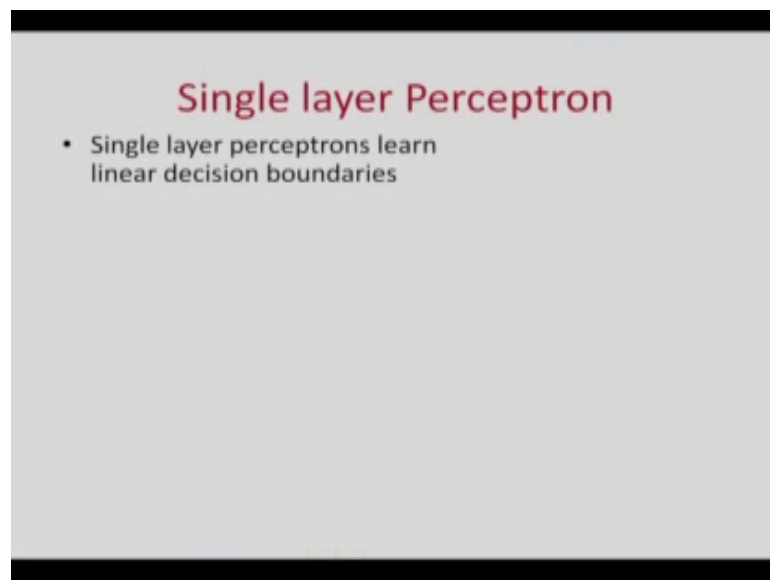 Single layer Perceptron
• Single layer perceptrons learn
linear decision boundaries